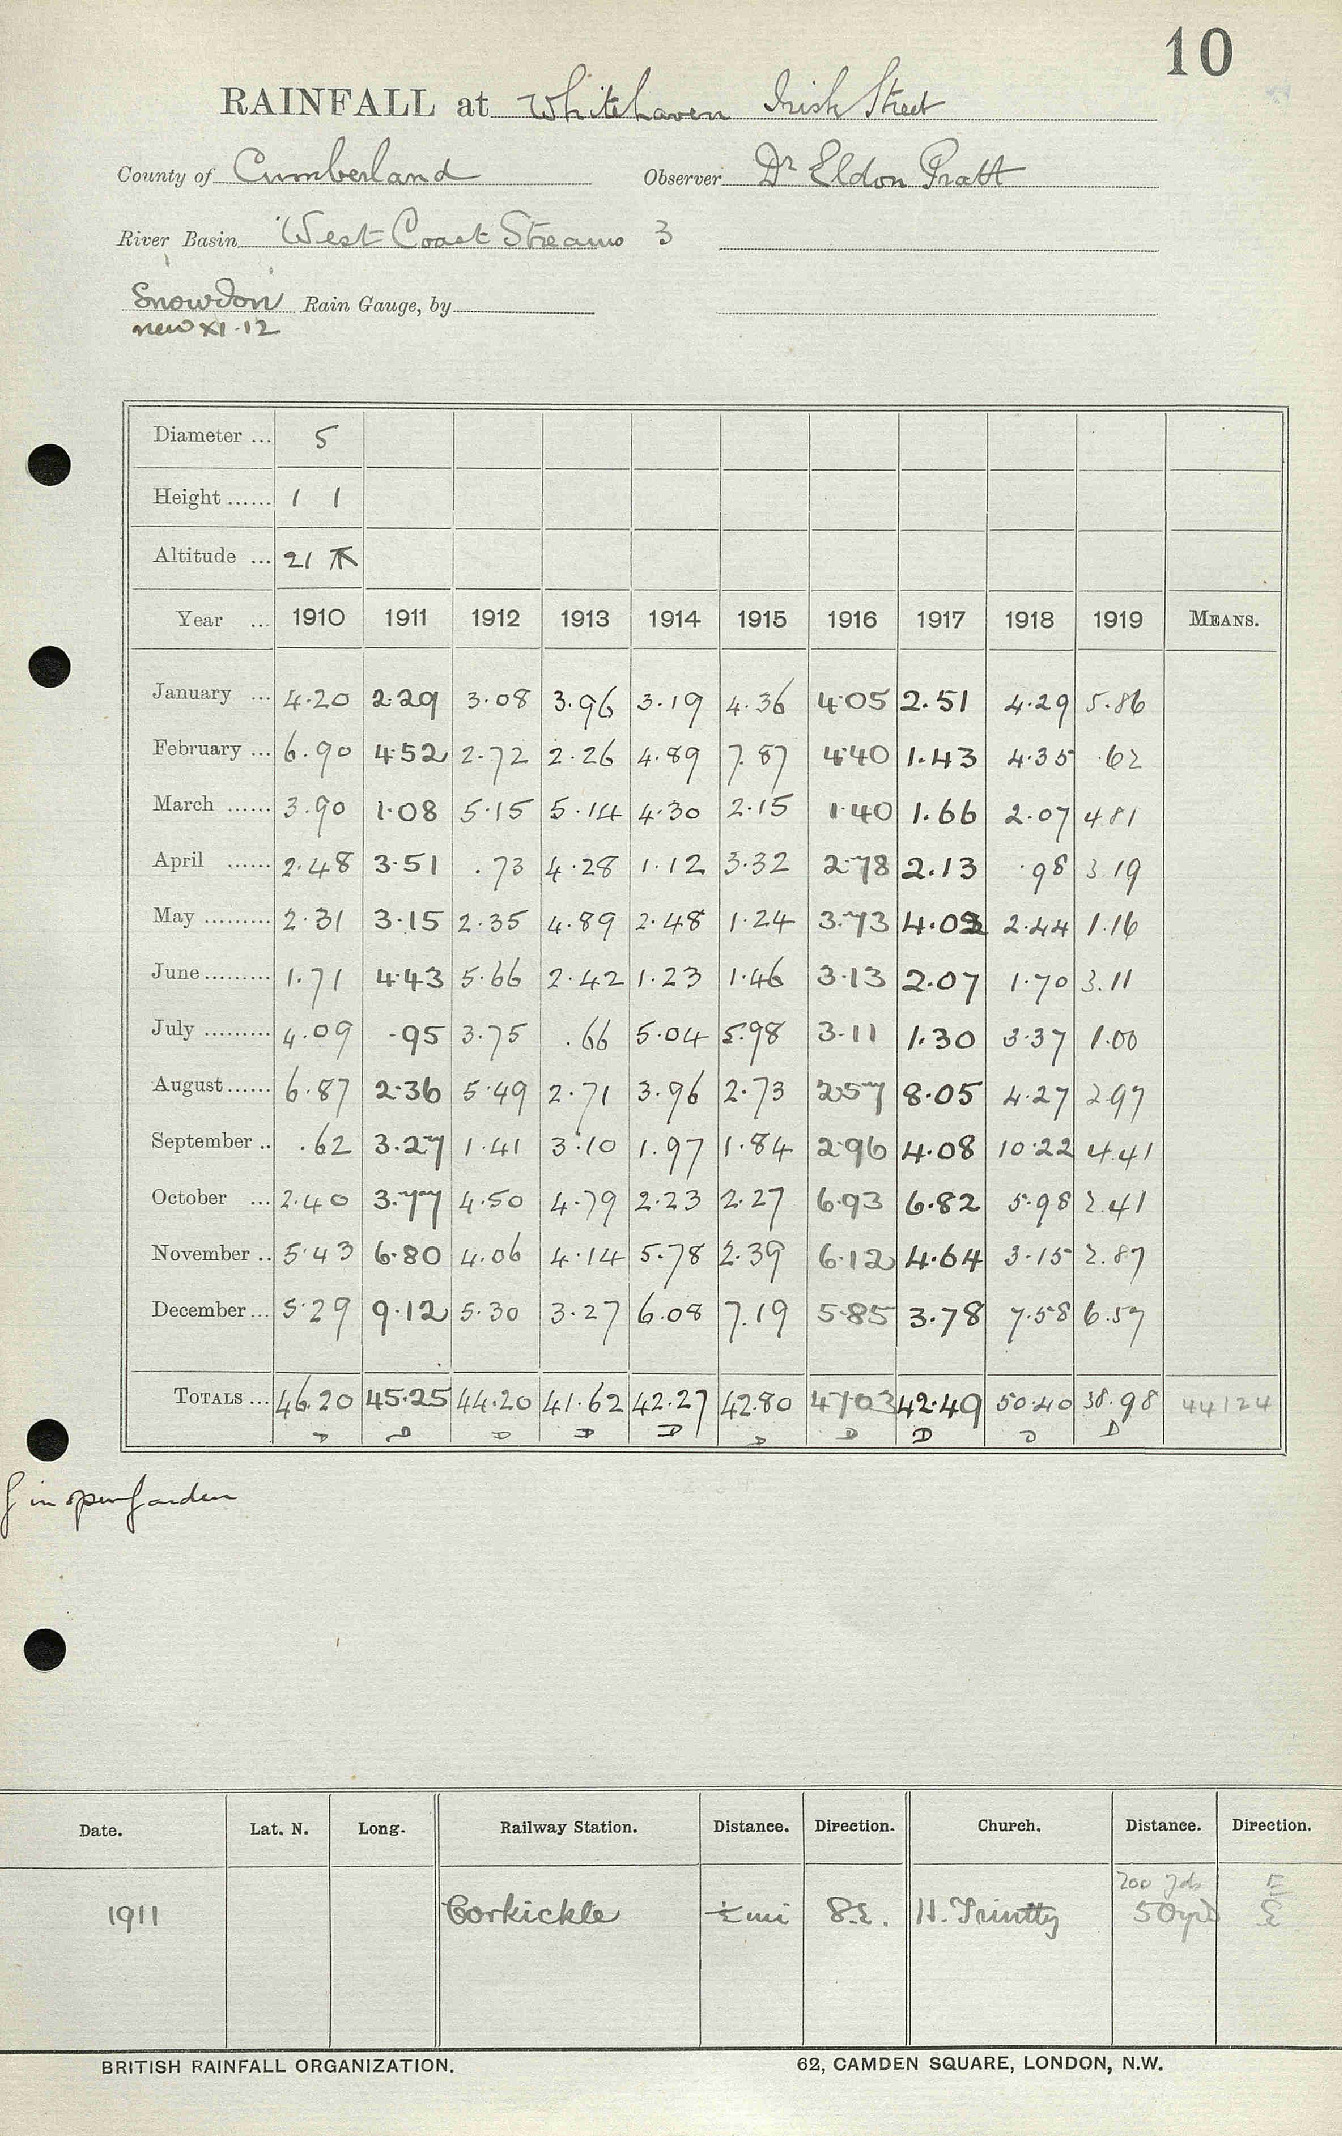 10
RAINFALL at Whitehaven Irish Street
County of Cumberland Observer Dr Eldon Pratt
River Basin West Coast Streams 3
Snowdon Rain Gauge, by
new XI.12
Diameter ... 5
Height ...... 1 1
Altitude ... 21
Year ... 1910 1911 1912 1913 1914 1915 1916 1917 1918 1919 MEANS.
January ... 4.20 2.29 3.08 3.96 3.19 4.36 4.05 2.51 4.29 5.86
February ... 6.90 4.52 2.72 2.26 4.89 7.87 4.40 1.43 4.35 .62
March ...... 3.90 1.08 5.15 5.14 4.30 2.15 1.40 1.66 2.07 4.81
April ...... 2.48 3.51 .73 4.28 1.12 3.32 2.78 2.13 .98 3.19
May ......... 2.31 3.15 2.35 4.89 2.48 1.24 3.73 4.02 2.44 1.16
June ......... 1.71 4.43 5.66 2.42 1.23 1.46 3.13 2.07 1.70 3.11
July ......... 4.09 .95 3.75 .66 5.04 5.98 3.11 1.30 3.37 1.00
August ...... 6.87 2.36 5.49 2.71 3.96 2.73 2.57 8.05 4.27 2.97
September .. .62 3.27 1.41 3.10 1.97 1.84 2.96 4.08 10.22 4.41
October ... 2.40 3.77 4.50 4.79 2.23 2.27 6.93 6.82 5.98 2.41
November .. 5.43 6.80 4.06 4.14 5.78 2.39 6.12 4.64 3.15 2.87
December ... 5.29 9.12 5.30 3.27 6.08 7.19 5.85 3.78 7.58 6.57
TOTALS ... 46.20 45.25 44.20 41.62 42.27 42.80 47.03 42.49 50.40 38.98 44124
D D D D D D D D D D
G in open garden
Date. Lat. N. Long. Railway Station. Distance. Direction. Church. Distance. Direction.
200 yds E
1911 Corkickle ½ mi S.E. H. Trinity 50 yds E
BRITISH RAINFALL ORGANIZATION. 62, CAMDEN SQUARE, LONDON, N.W.